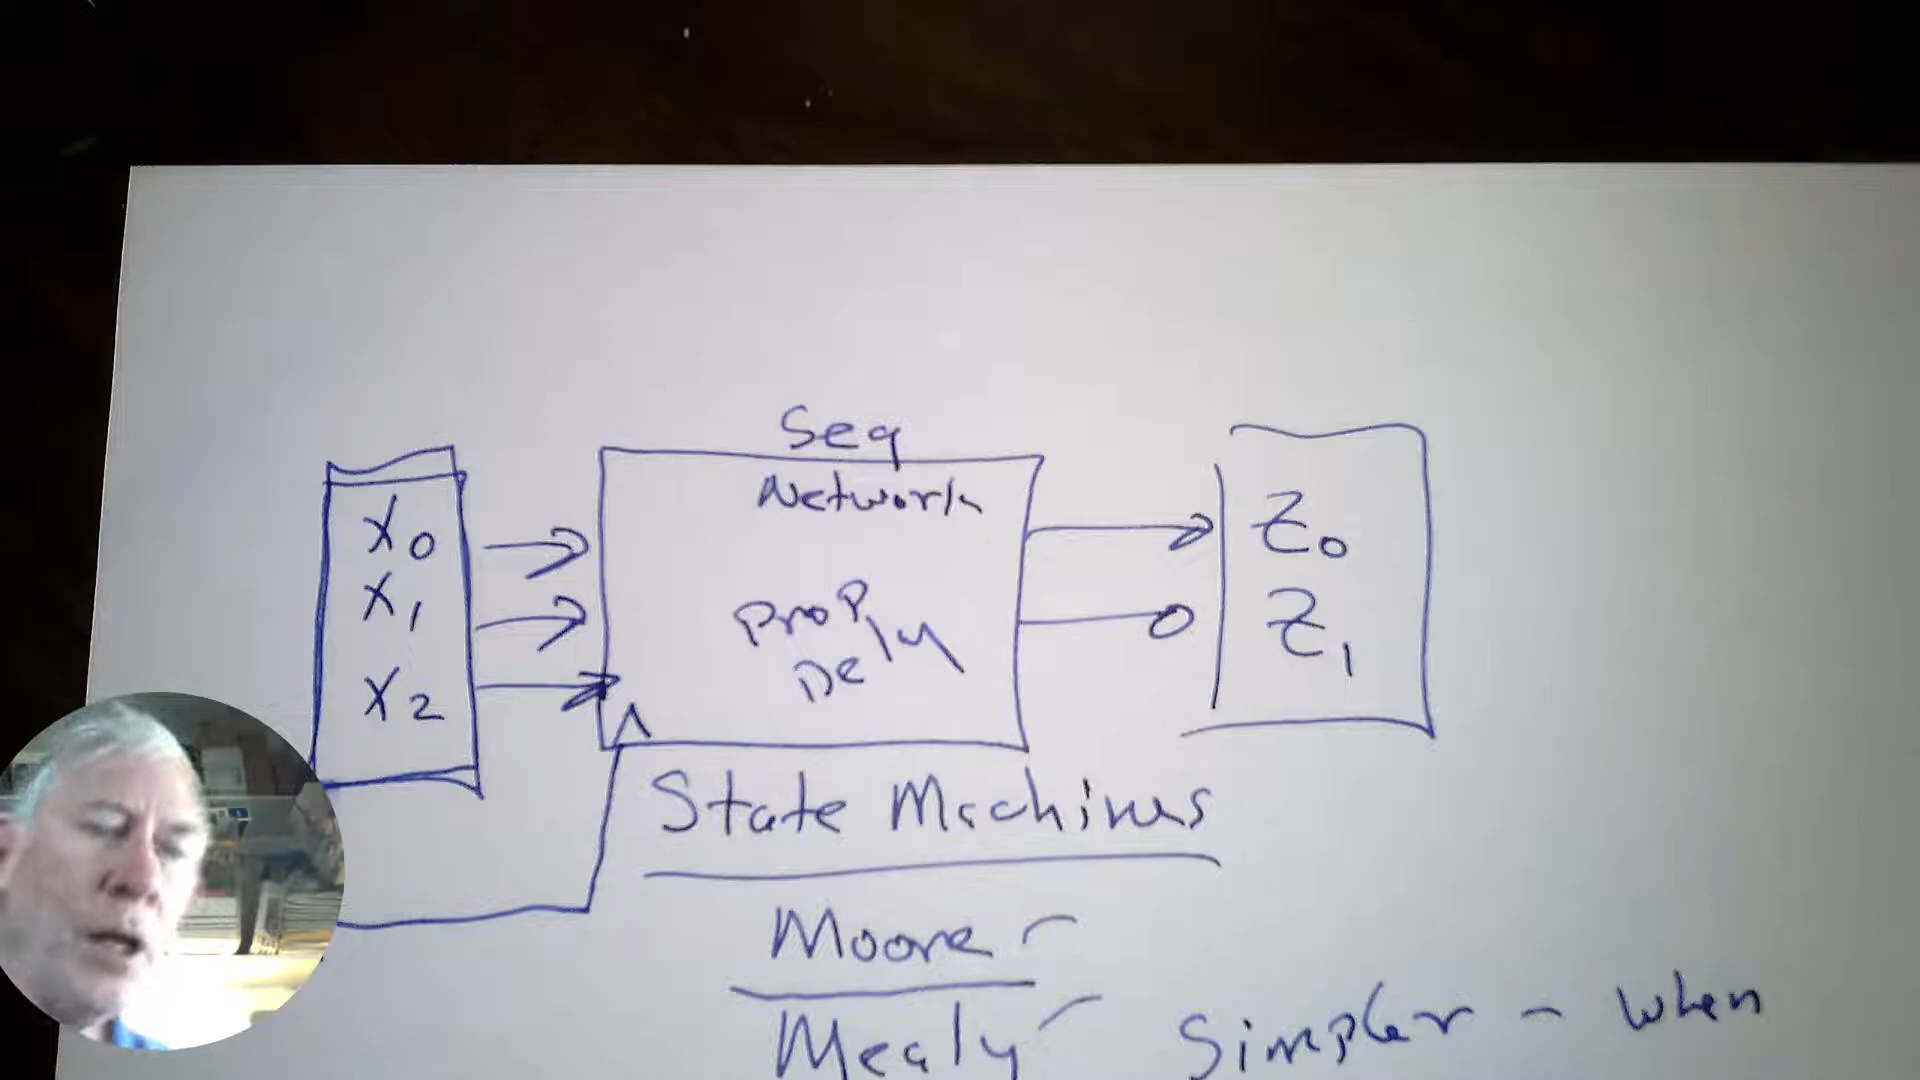 Seq
Network
X0
X1
X2
Prop
Dely
Z0
Z1
State Machines
Moore
Mealy
Simpler - when